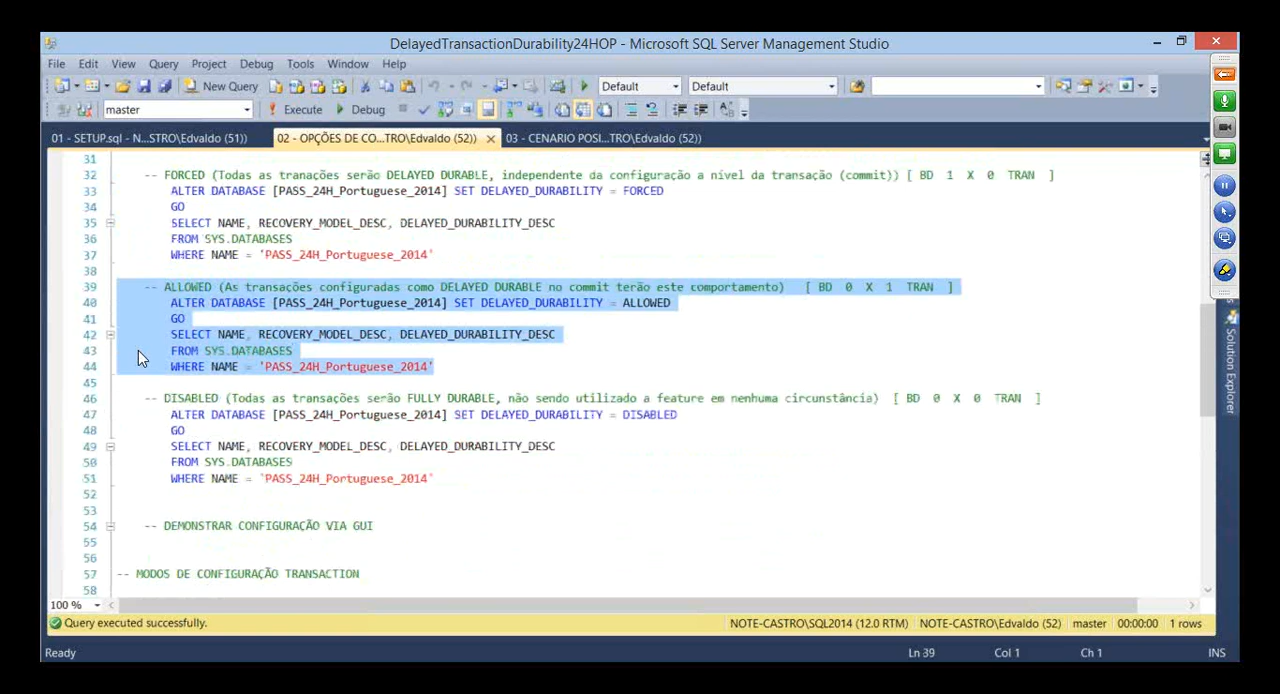 DelayedTransactionDurability24HOP - Microsoft SQL Server Management Studio
File Edit View Query Project Debug Tools Window Help
New Query Default Default
master Execute Debug
01 - SETUP.sql - N...STRO\Edvaldo (51)) 02 - OPÇÕES DE CO...TRO\Edvaldo (52)) 03 - CENARIO POSI...TRO\Edvaldo (52))
31
32 -- FORCED (Todas as tranações serão DELAYED DURABLE, independente da configuração a nivel da transação (commit)) [ BD 1 X 0 TRAN ]
33 ALTER DATABASE [PASS_24H_Portuguese_2014] SET DELAYED_DURABILITY = FORCED
34 GO
35 SELECT NAME, RECOVERY_MODEL_DESC, DELAYED_DURABILITY_DESC
36 FROM SYS.DATABASES
37 WHERE NAME = 'PASS_24H_Portuguese_2014'
38
39 -- ALLOWED (As transações configuradas como DELAYED DURABLE no commit terão este comportamento) [ BD 0 X 1 TRAN ]
40 ALTER DATABASE [PASS_24H_Portuguese_2014] SET DELAYED_DURABILITY = ALLOWED
41 GO
42 SELECT NAME, RECOVERY_MODEL_DESC, DELAYED_DURABILITY_DESC
43 FROM SYS.DATABASES
44 WHERE NAME = 'PASS_24H_Portuguese_2014'
45
46 -- DISABLED (Todas as transações serão FULLY DURABLE, não sendo utilizado a feature em nenhuma circunstância) [ BD 0 X 0 TRAN ]
47 ALTER DATABASE [PASS_24H_Portuguese_2014] SET DELAYED_DURABILITY = DISABLED
48 GO
49 SELECT NAME, RECOVERY_MODEL_DESC, DELAYED_DURABILITY_DESC
50 FROM SYS.DATABASES
51 WHERE NAME = 'PASS_24H_Portuguese_2014'
52
53
54 -- DEMONSTRAR CONFIGURAÇÃO VIA GUI
55
56
57 -- MODOS DE CONFIGURAÇÃO TRANSACTION
58
100 %
Query executed successfully. NOTE-CASTRO\SQL2014 (12.0 RTM) NOTE-CASTRO\Edvaldo (52) master 00:00:00 1 rows
Ready Ln 39 Col 1 Ch 1 INS
Solution Explorer